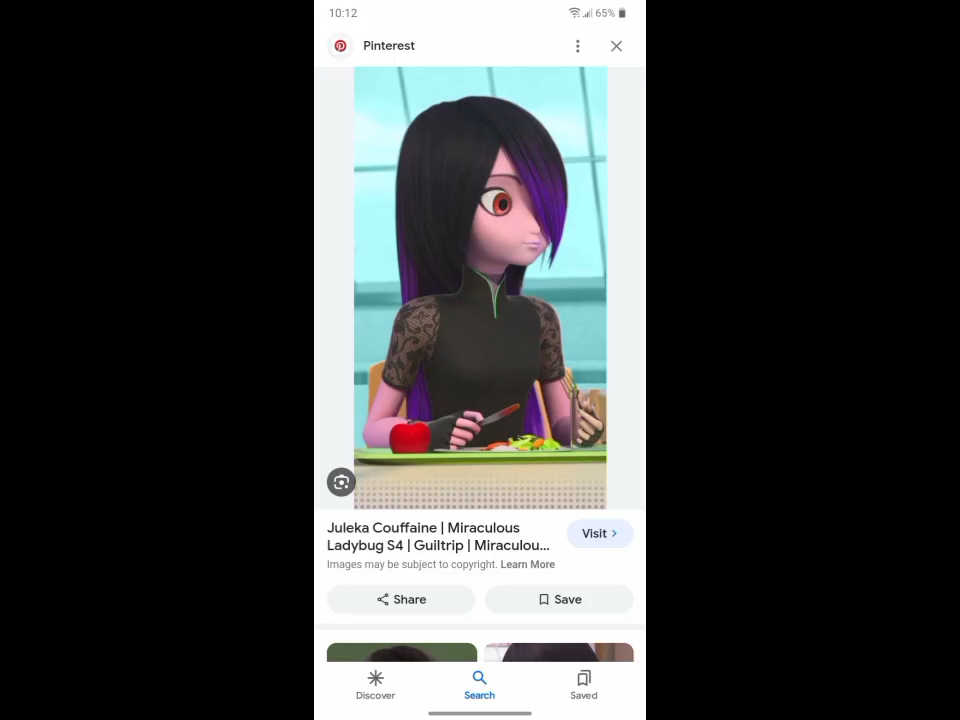 10:12
65%
Pinterest
Juleka Couffaine | Miraculous
Ladybug S4 | Guiltrip | Miraculou...
Visit
Images may be subject to copyright. Learn More
Share
Save
Discover
Search
Saved